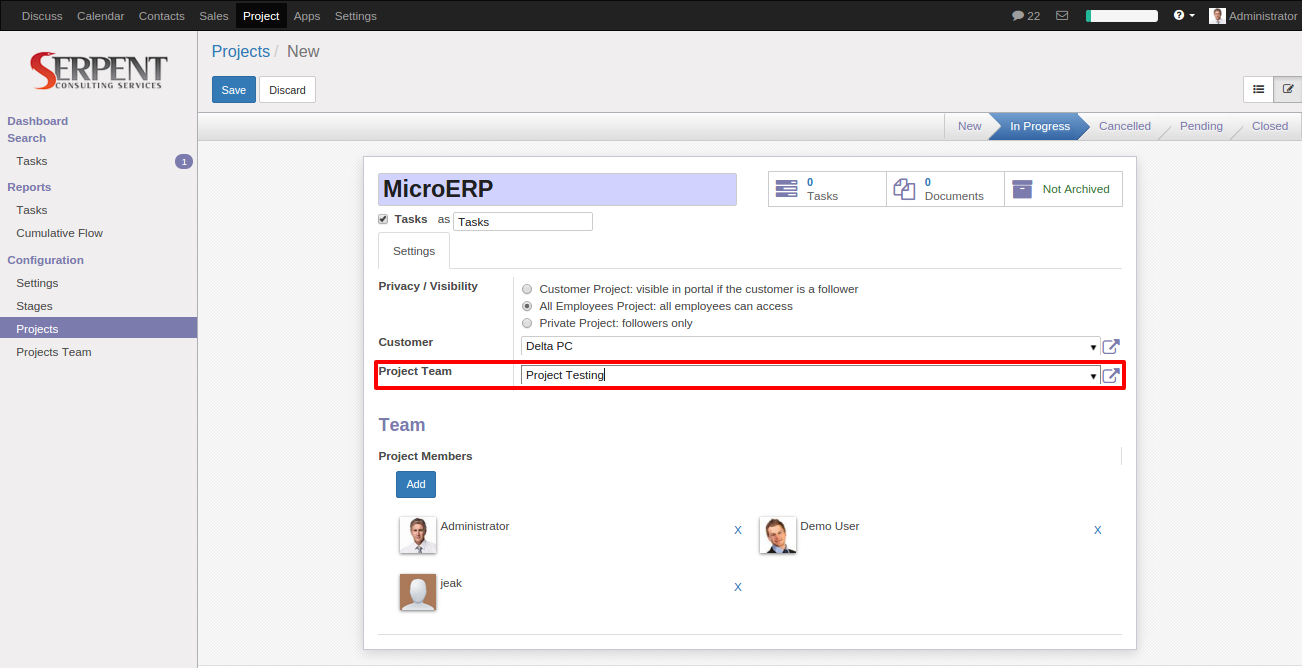 Discuss Calendar Contacts Sales Project Apps Settings 22 Administrator
SERPENT
CONSULTING SERVICES
Dashboard
Search
Tasks 1
Reports
Tasks
Cumulative Flow
Configuration
Settings
Stages
Projects
Projects Team
Projects / New
Save Discard
New In Progress Cancelled Pending Closed
MicroERP
0
Tasks
0
Documents
Not Archived
Tasks as Tasks
Settings
Privacy / Visibility
Customer Project: visible in portal if the customer is a follower
All Employees Project: all employees can access
Private Project: followers only
Customer Delta PC
Project Team Project Testing
Team
Project Members
Add
Administrator X Demo User X
jeak X